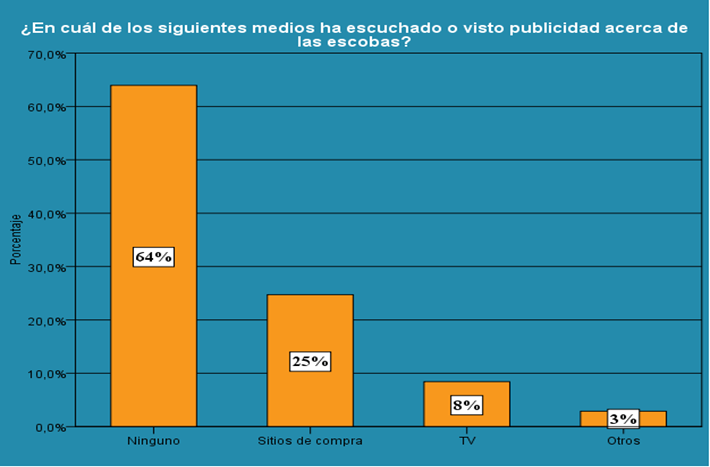 ¿En cuál de los siguientes medios ha escuchado o visto publicidad acerca de
las escobas?
70,0%
60,0%
50,0%
40,0%
30,0%
20,0%
10,0%
0,0%
Porcentaje
64%
25%
8%
3%
Ninguno
Sitios de compra
TV
Otros